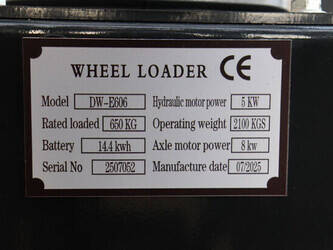 WHEEL LOADER CE
Model DW-E606 Hydraulic motor power 5 KW
Rated loaded 650 KG Operating weight 2100 KGS
Battery 14.4 kwh Axle motor power 8 kw
Serial No 2507052 Manufacture date 07/2025